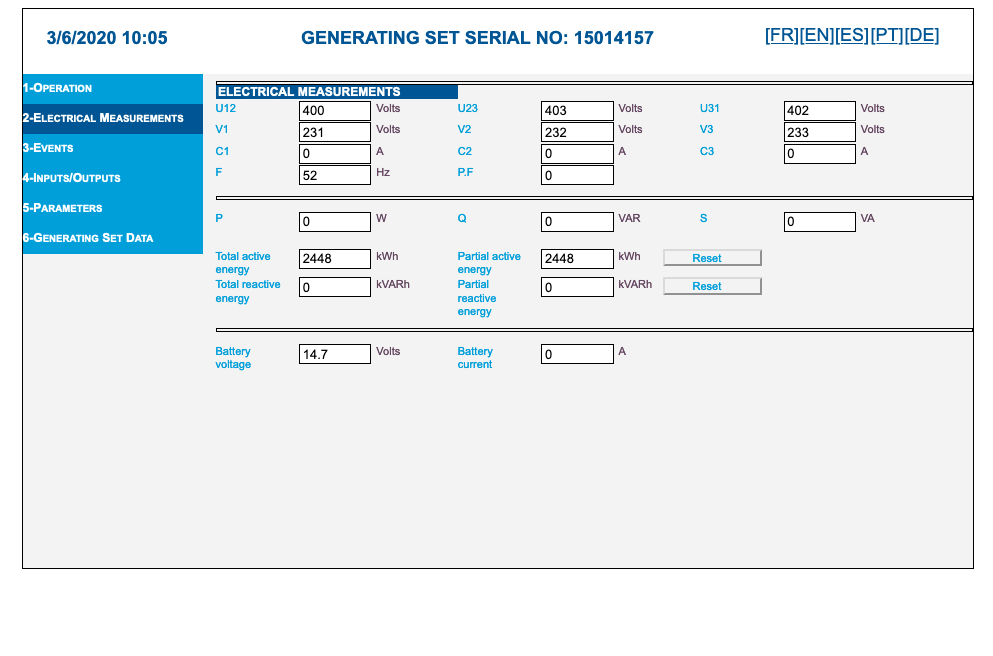 3/6/2020 10:05 GENERATING SET SERIAL NO: 15014157 [FR][EN][ES][PT][DE]
1-OPERATION
2-ELECTRICAL MEASUREMENTS
3-EVENTS
4-INPUTS/OUTPUTS
5-PARAMETERS
6-GENERATING SET DATA
ELECTRICAL MEASUREMENTS
U12 400 Volts U23 403 Volts U31 402 Volts
V1 231 Volts V2 232 Volts V3 233 Volts
C1 0 A C2 0 A C3 0 A
F 52 Hz P.F 0
P 0 W Q 0 VAR S 0 VA
Total active energy 2448 kWh Partial active energy 2448 kWh Reset
Total reactive energy 0 kVARh Partial reactive energy 0 kVARh Reset
Battery voltage 14.7 Volts Battery current 0 A